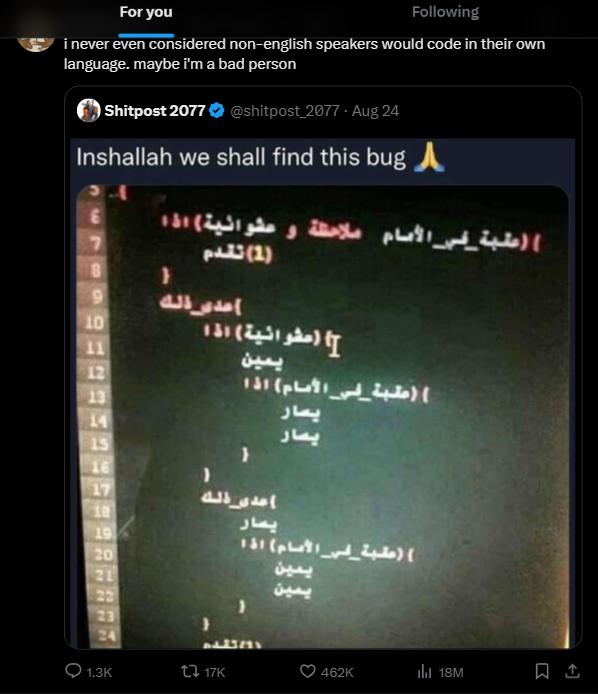 For you
Following
i never even considered non-english speakers would code in their own
language. maybe i'm a bad person
Shitpost 2077 @shitpost_2077 · Aug 24
Inshallah we shall find this bug 🙏
5 {
6 اذا(عشوائية و ملاحظة عقبة_في_الأمام){
7 تقدم(1)
8 }
9 عدى_ذلك{
10 اذا(عشوائية){
11 يمين
12 اذا(عقبة_في_الأمام){
13 يسار
14 يسار
15 }
16 }
17 عدى_ذلك{
18 يسار
19 اذا(عقبة_في_الأمام){
20 يمين
21 يمين
22 }
23 }
24 تقدم(1)
1.3K 17K 462K 18M